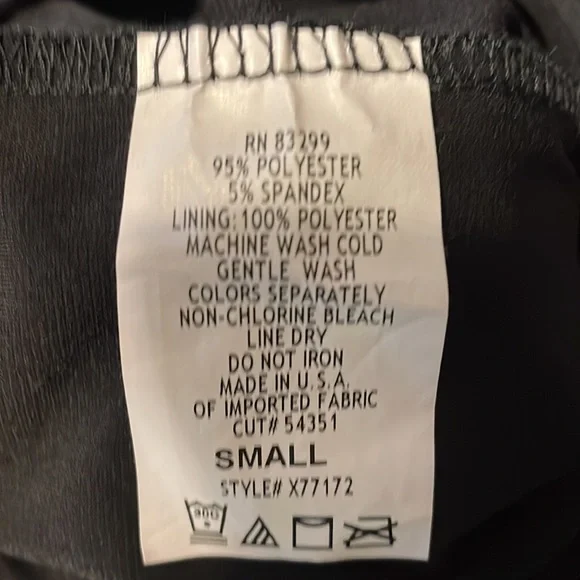 RN 83299
95% POLYESTER
5% SPANDEX
LINING: 100% POLYESTER
MACHINE WASH COLD
GENTLE WASH
COLORS SEPARATELY
NON-CHLORINE BLEACH
LINE DRY
DO NOT IRON
MADE IN U.S.A.
OF IMPORTED FABRIC
CUT# 54351
SMALL
STYLE# X77172